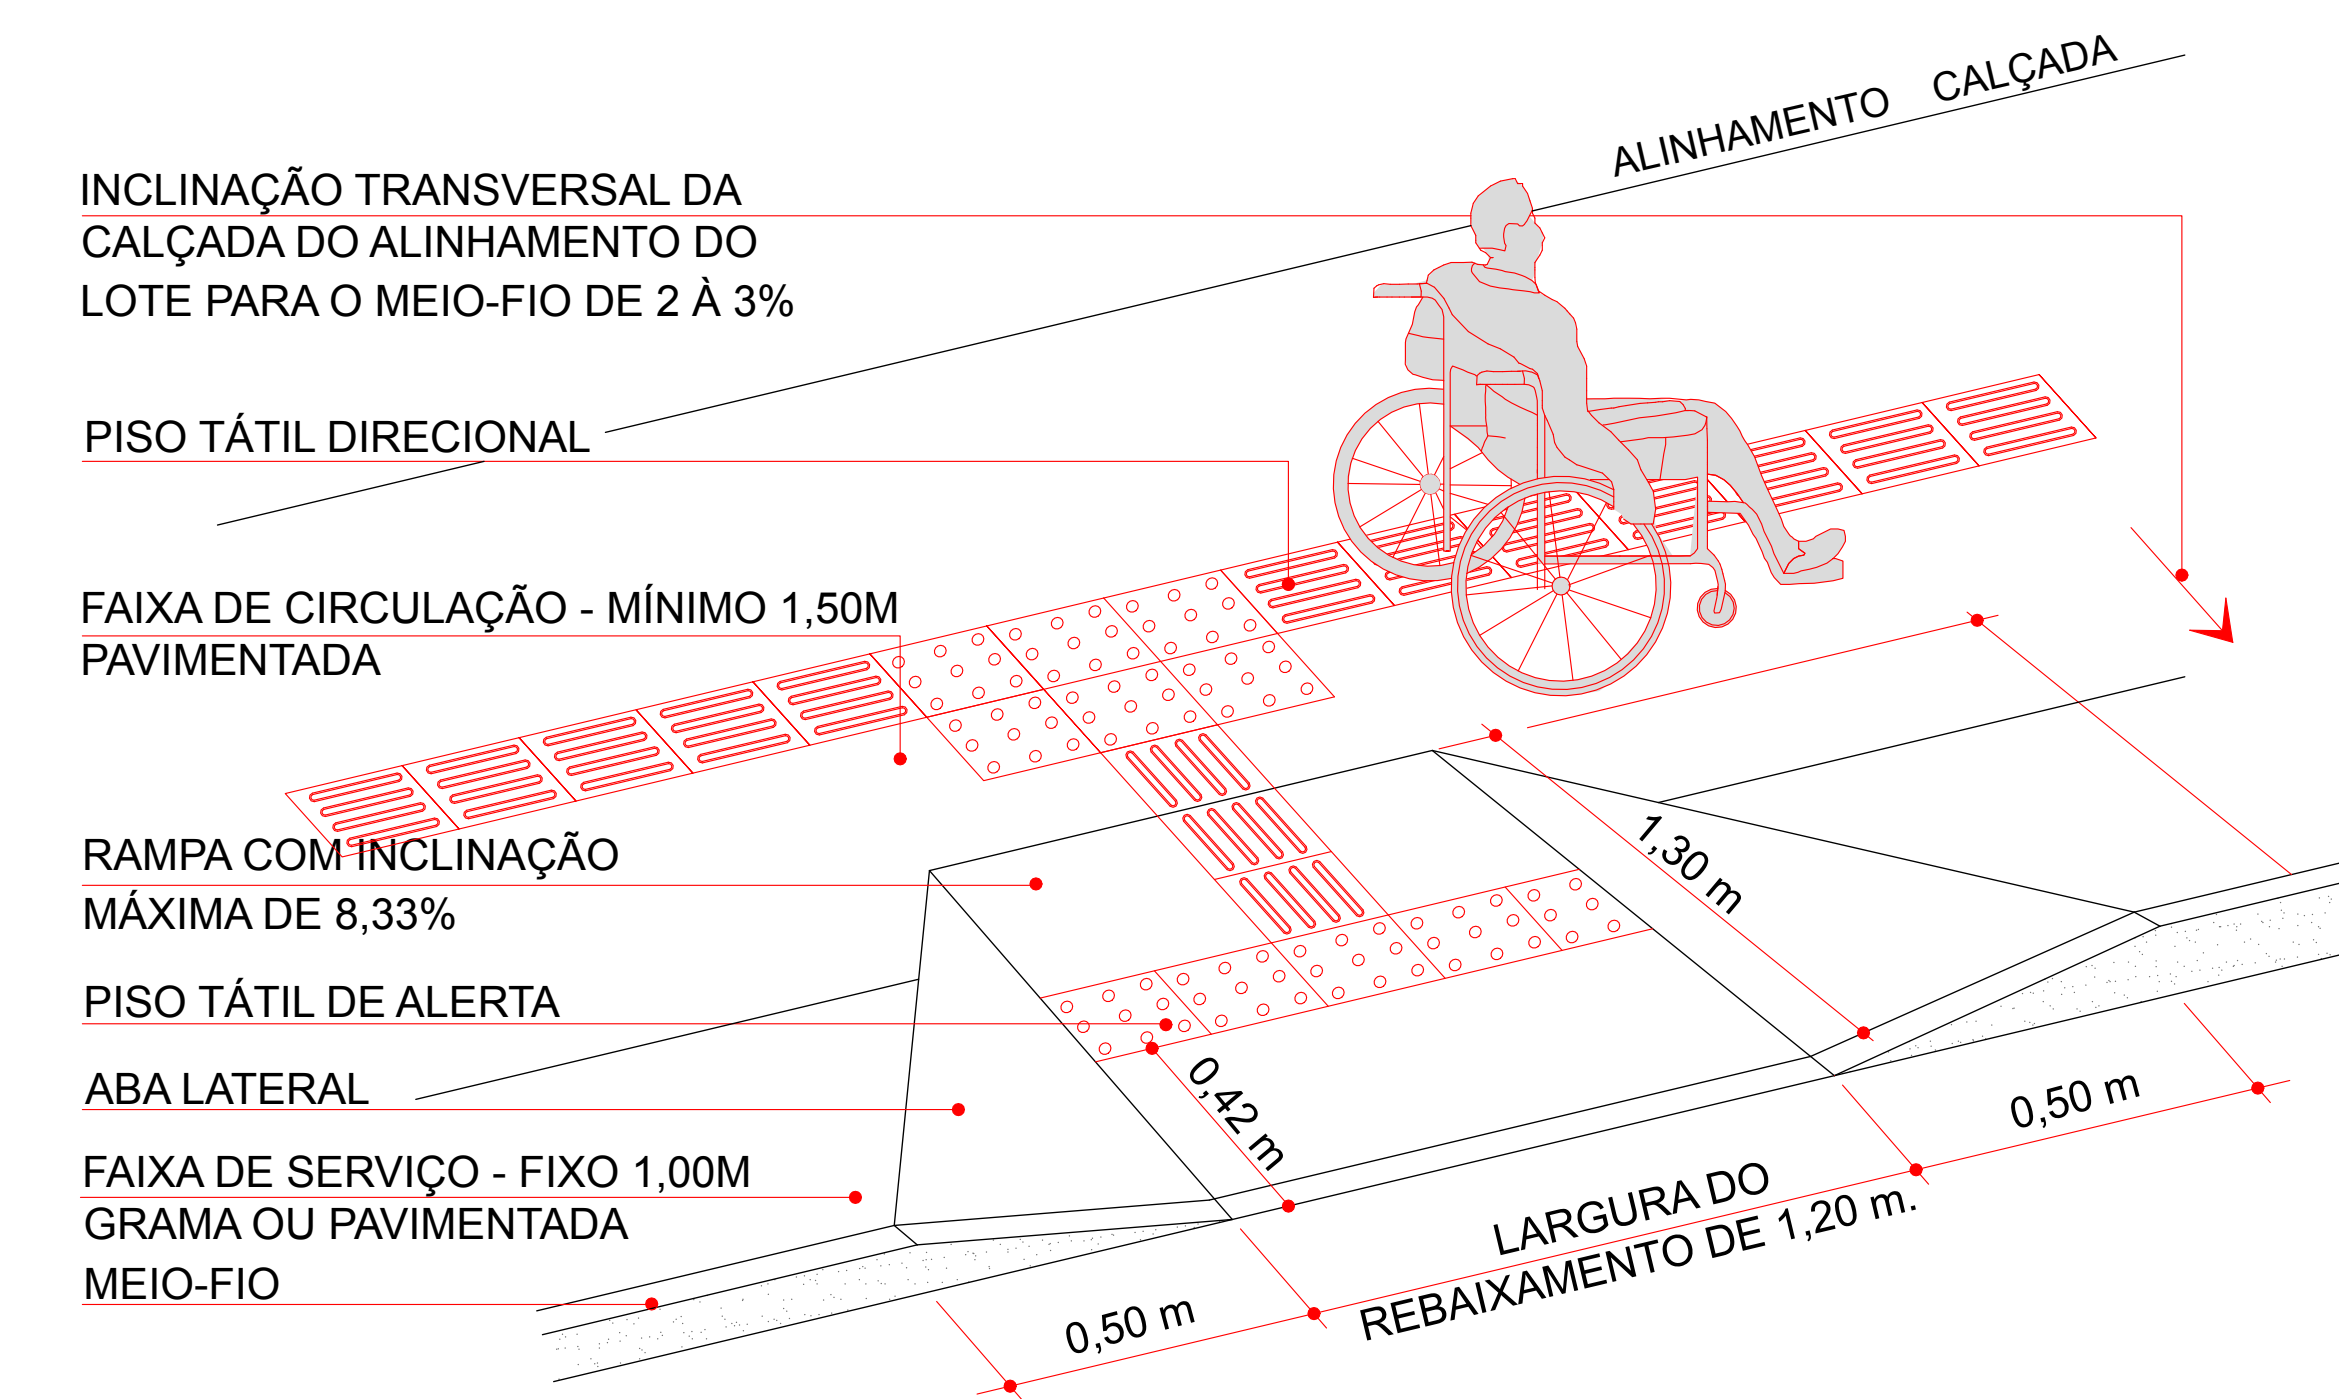 ALINHAMENTO CALÇADA
INCLINAÇÃO TRANSVERSAL DA
CALÇADA DO ALINHAMENTO DO
LOTE PARA O MEIO-FIO DE 2 À 3%
PISO TÁTIL DIRECIONAL
FAIXA DE CIRCULAÇÃO - MÍNIMO 1,50M
PAVIMENTADA
RAMPA COM INCLINAÇÃO
MÁXIMA DE 8,33%
1,30 m
PISO TÁTIL DE ALERTA
ABA LATERAL
0,42 m
0,50 m
FAIXA DE SERVIÇO - FIXO 1,00M
GRAMA OU PAVIMENTADA
MEIO-FIO
LARGURA DO
REBAIXAMENTO DE 1,20 m.
0,50 m